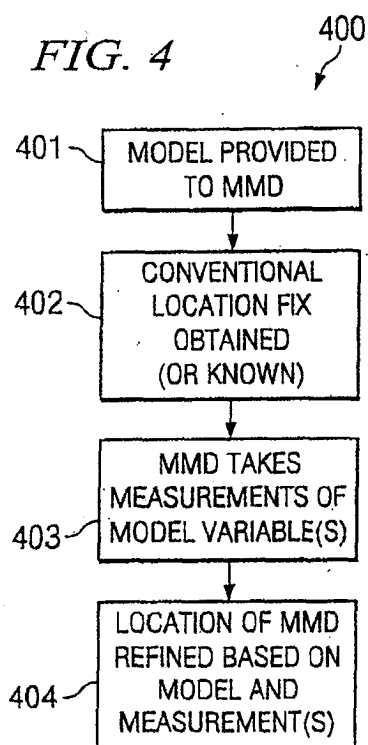 FIG. 4
400
401
MODEL PROVIDED
TO MMD
402
CONVENTIONAL
LOCATION FIX
OBTAINED
(OR KNOWN)
403
MMD TAKES
MEASUREMENTS OF
MODEL VARIABLE(S)
404
LOCATION OF MMD
REFINED BASED ON
MODEL AND
MEASUREMENT(S)